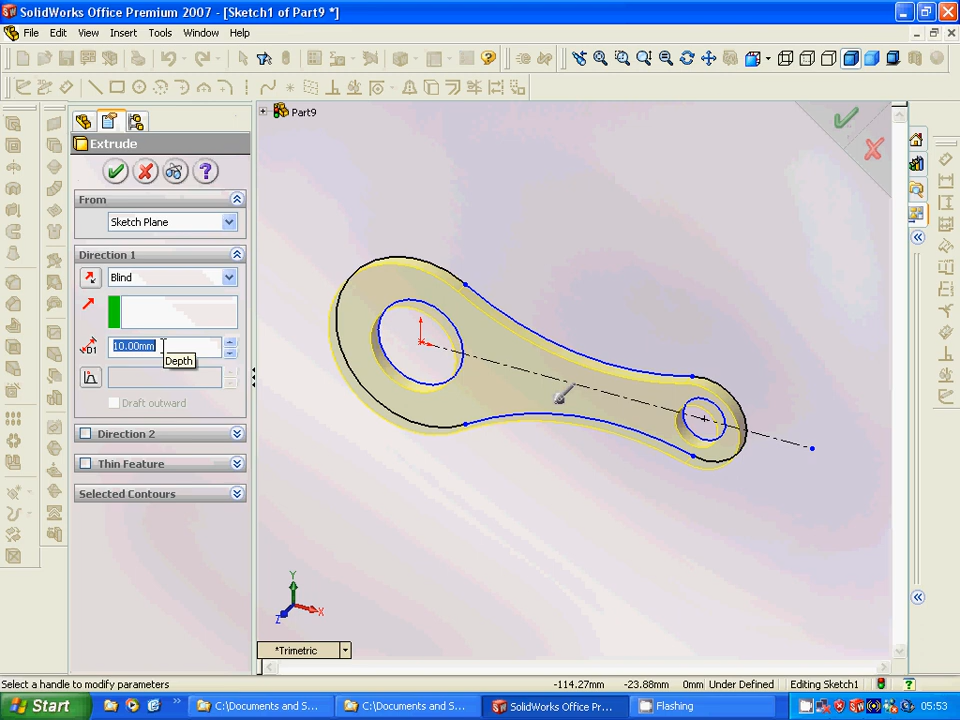 SolidWorks Office Premium 2007 - [Sketch1 of Part9 *]
File Edit View Insert Tools Window Help
Part9
Extrude
From
Sketch Plane
Direction 1
Blind
D1 10.00mm
Depth
Draft outward
Direction 2
Thin Feature
Selected Contours
Y
X
Z
*Trimetric
Select a handle to modify parameters -114.27mm -23.88mm 0mm Under Defined Editing Sketch1
Start C:\Documents and S... C:\Documents and S... SolidWorks Office Pr... Flashing 05:53